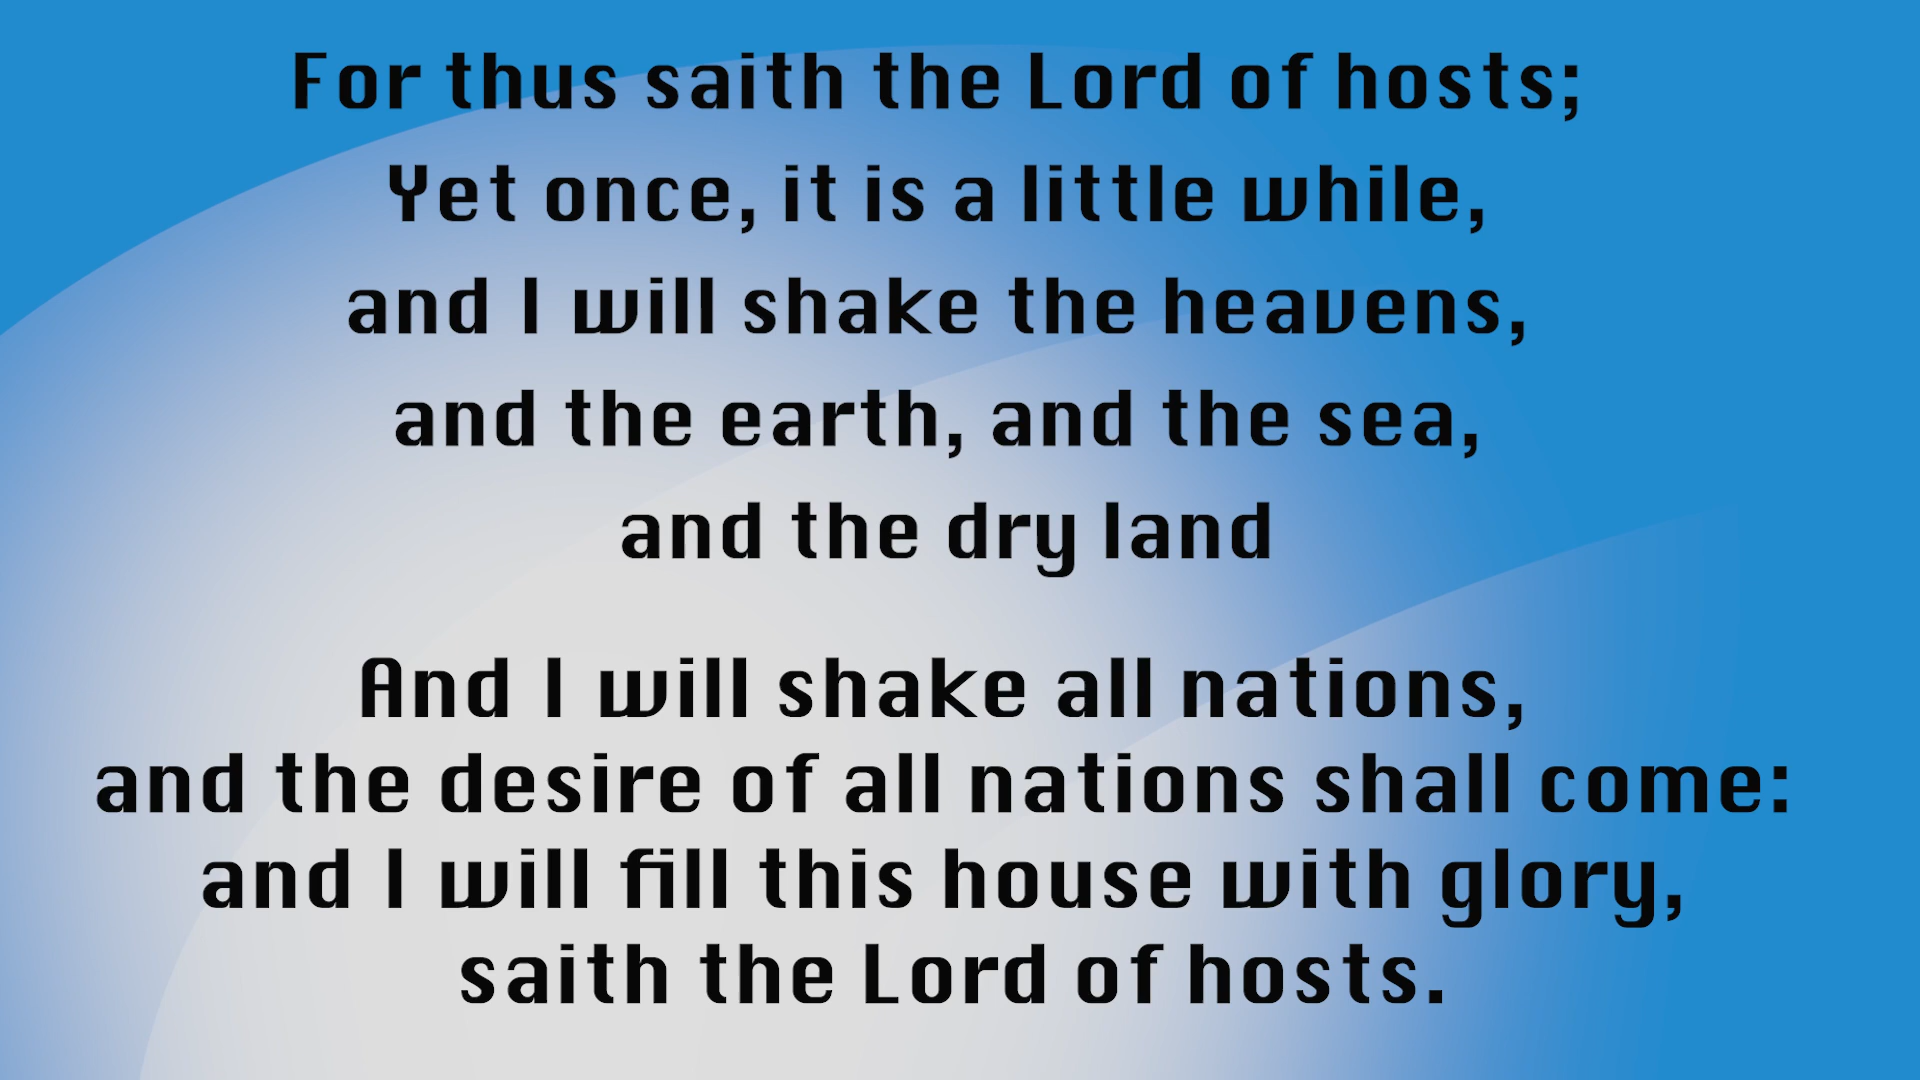 For thus saith the Lord of hosts;
Yet once, it is a little while,
and I will shake the heavens,
and the earth, and the sea,
and the dry land
And I will shake all nations,
and the desire of all nations shall come:
and I will fill this house with glory,
saith the Lord of hosts.